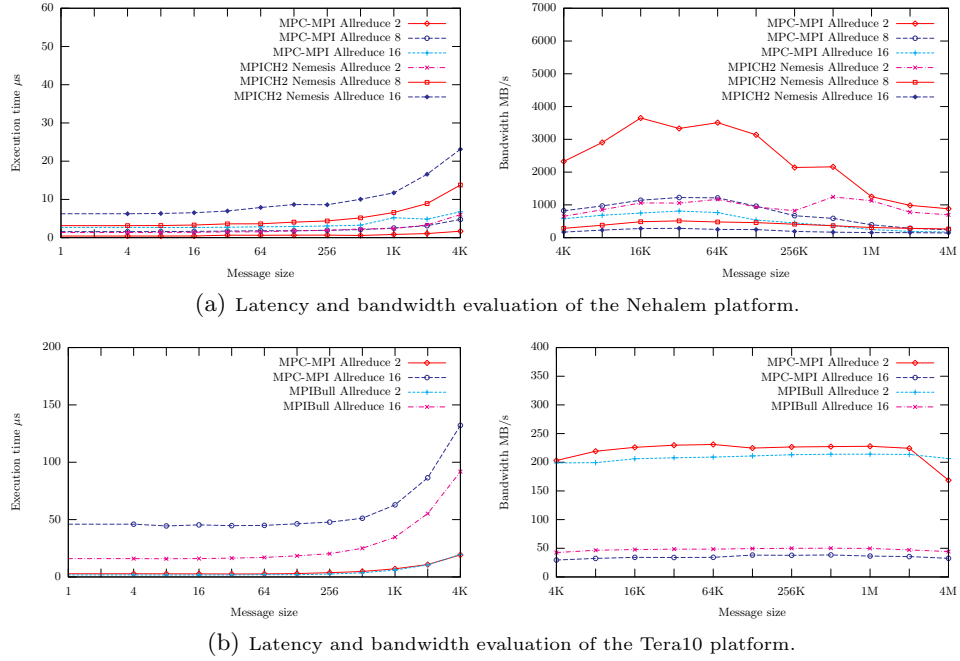 60
50
40
30
20
10
0
Execution time μs
1
4
16
64
256
1K
4K
Message size
MPC-MPI Allreduce 2
MPC-MPI Allreduce 8
MPC-MPI Allreduce 16
MPICH2 Nemesis Allreduce 2
MPICH2 Nemesis Allreduce 8
MPICH2 Nemesis Allreduce 16
7000
6000
5000
4000
3000
2000
1000
0
Bandwidth MB/s
4K
16K
64K
256K
1M
4M
Message size
MPC-MPI Allreduce 2
MPC-MPI Allreduce 8
MPC-MPI Allreduce 16
MPICH2 Nemesis Allreduce 2
MPICH2 Nemesis Allreduce 8
MPICH2 Nemesis Allreduce 16
(a) Latency and bandwidth evaluation of the Nehalem platform.
200
150
100
50
0
Execution time μs
1
4
16
64
256
1K
4K
Message size
MPC-MPI Allreduce 2
MPC-MPI Allreduce 16
MPIBull Allreduce 2
MPIBull Allreduce 16
400
350
300
250
200
150
100
50
0
Bandwidth MB/s
4K
16K
64K
256K
1M
4M
Message size
MPC-MPI Allreduce 2
MPC-MPI Allreduce 16
MPIBull Allreduce 2
MPIBull Allreduce 16
(b) Latency and bandwidth evaluation of the Tera10 platform.